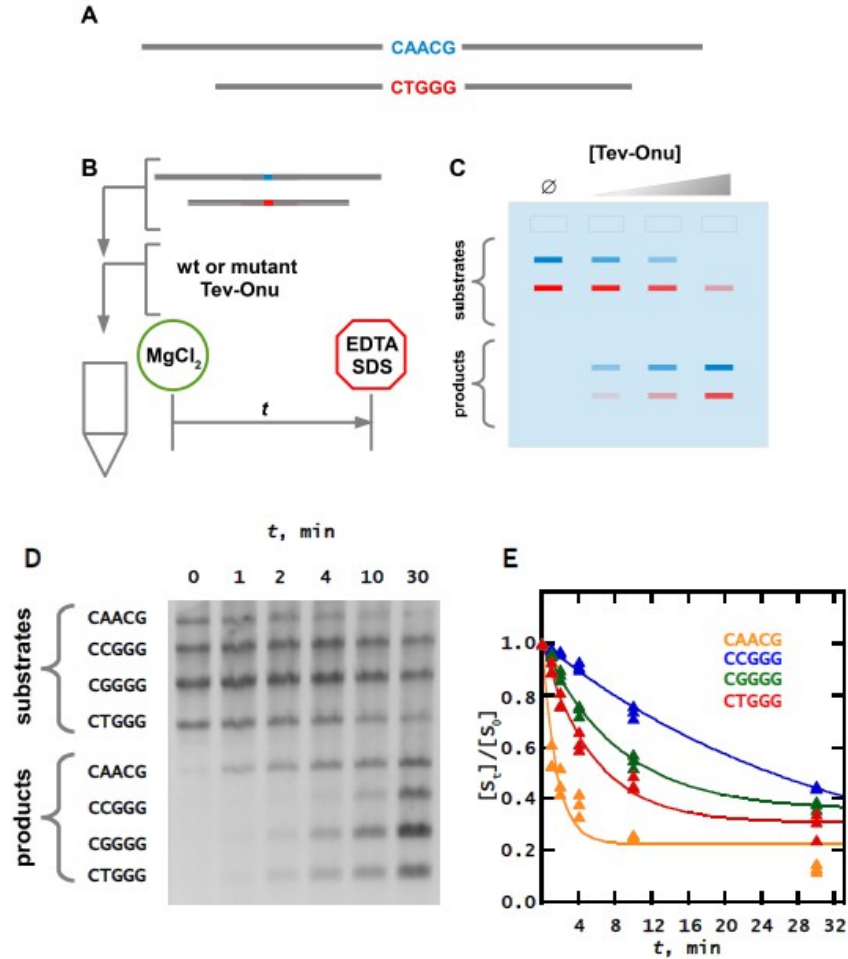 A
CAACG
CTGGG
B
wt or mutant
Tev-Onu
MgCl₂
EDTA
SDS
t
C
[Tev-Onu]
∅
substrates
products
D
t, min
0 1 2 4 10 30
substrates
CAACG
CCGGG
CGGGG
CTGGG
products
CAACG
CCGGG
CGGGG
CTGGG
E
[Sₜ]/[S₀]
1.0
0.8
0.6
0.4
0.2
0.0
CAACG
CCGGG
CGGGG
CTGGG
4 8 12 16 20 24 28 32
t, min